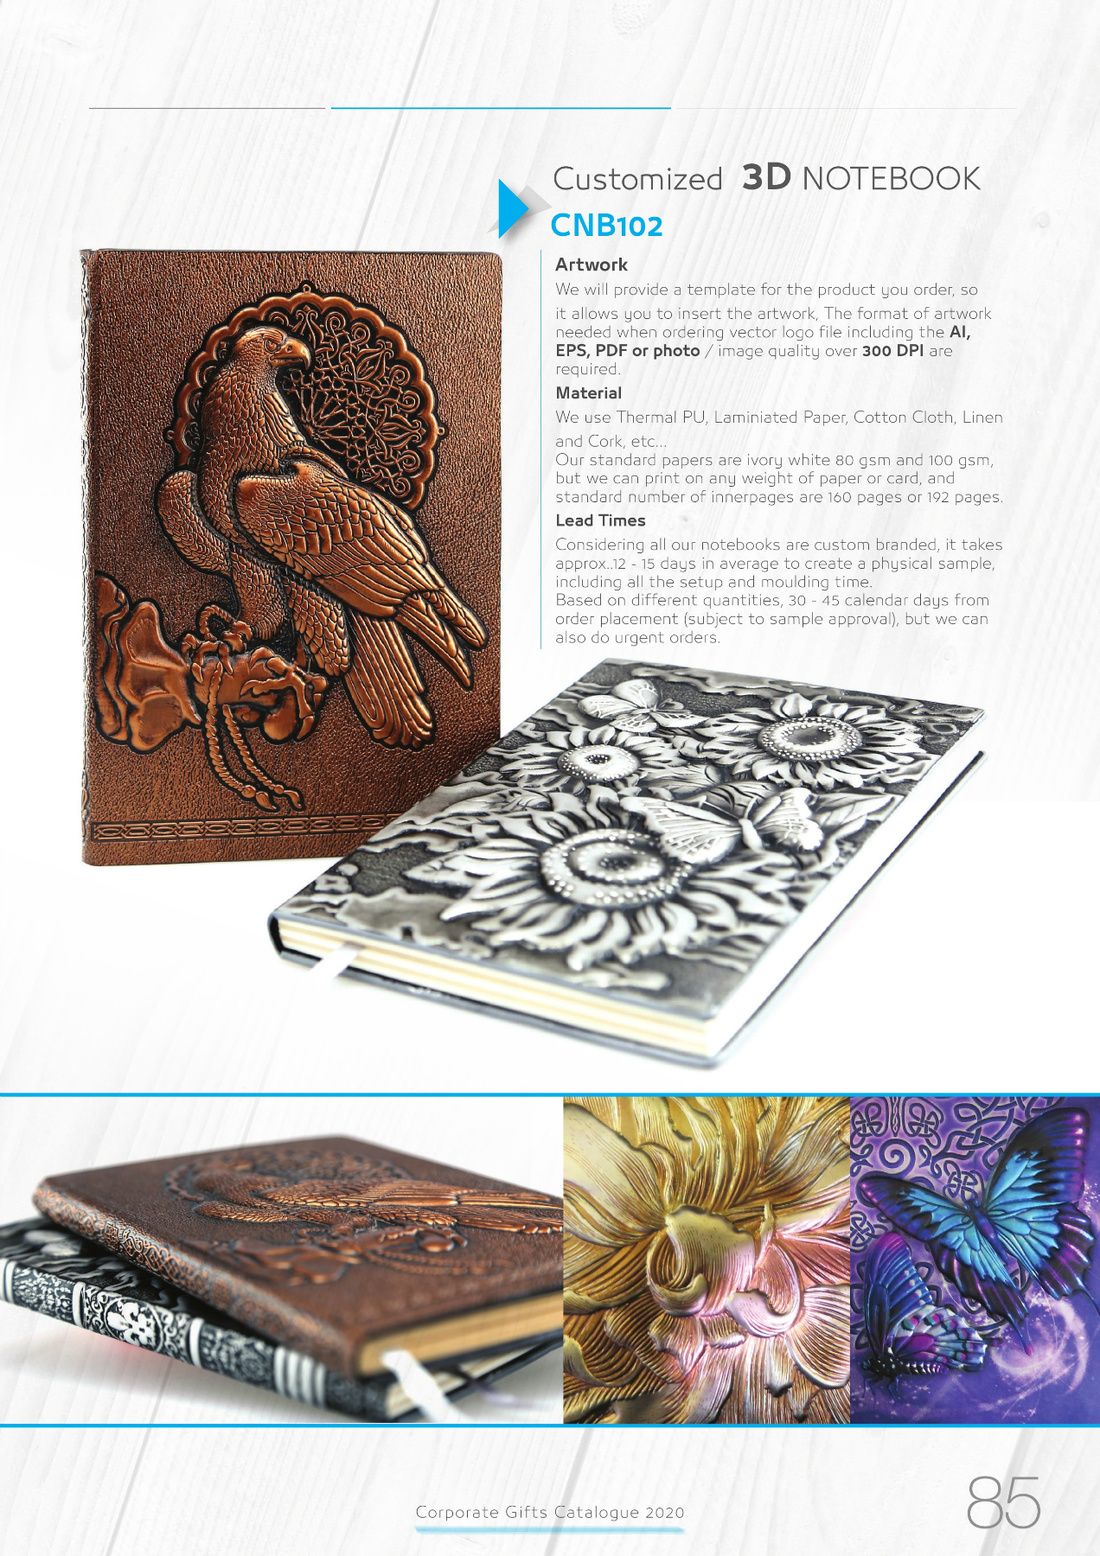 Customized 3D NOTEBOOK
CNB102
Artwork
We will provide a template for the product you order, so
it allows you to insert the artwork, The format of artwork
needed when ordering vector logo file including the AI,
EPS, PDF or photo / image quality over 300 DPI are
required.
Material
We use Thermal PU, Laminiated Paper, Cotton Cloth, Linen
and Cork, etc...
Our standard papers are ivory white 80 gsm and 100 gsm,
but we can print on any weight of paper or card, and
standard number of innerpages are 160 pages or 192 pages.
Lead Times
Considering all our notebooks are custom branded, it takes
approx..12 - 15 days in average to create a physical sample,
including all the setup and moulding time.
Based on different quantities, 30 - 45 calendar days from
order placement (subject to sample approval), but we can
also do urgent orders.
Corporate Gifts Catalogue 2020
85